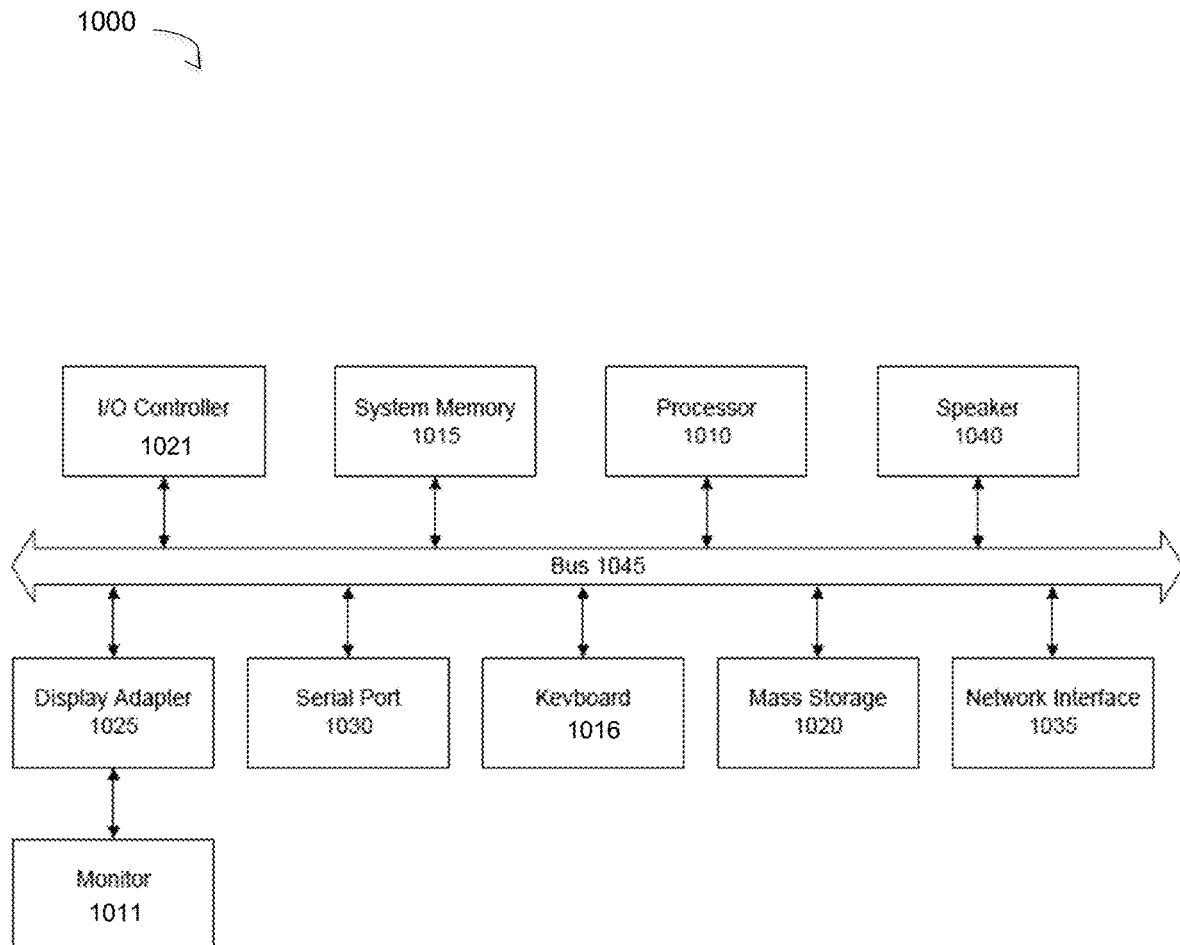 1000
I/O Controller
1021
System Memory
1015
Processor
1010
Speaker
1040
Bus 1045
Display Adapter
1025
Serial Port
1030
Keyboard
1016
Mass Storage
1020
Network Interface
1035
Monitor
1011